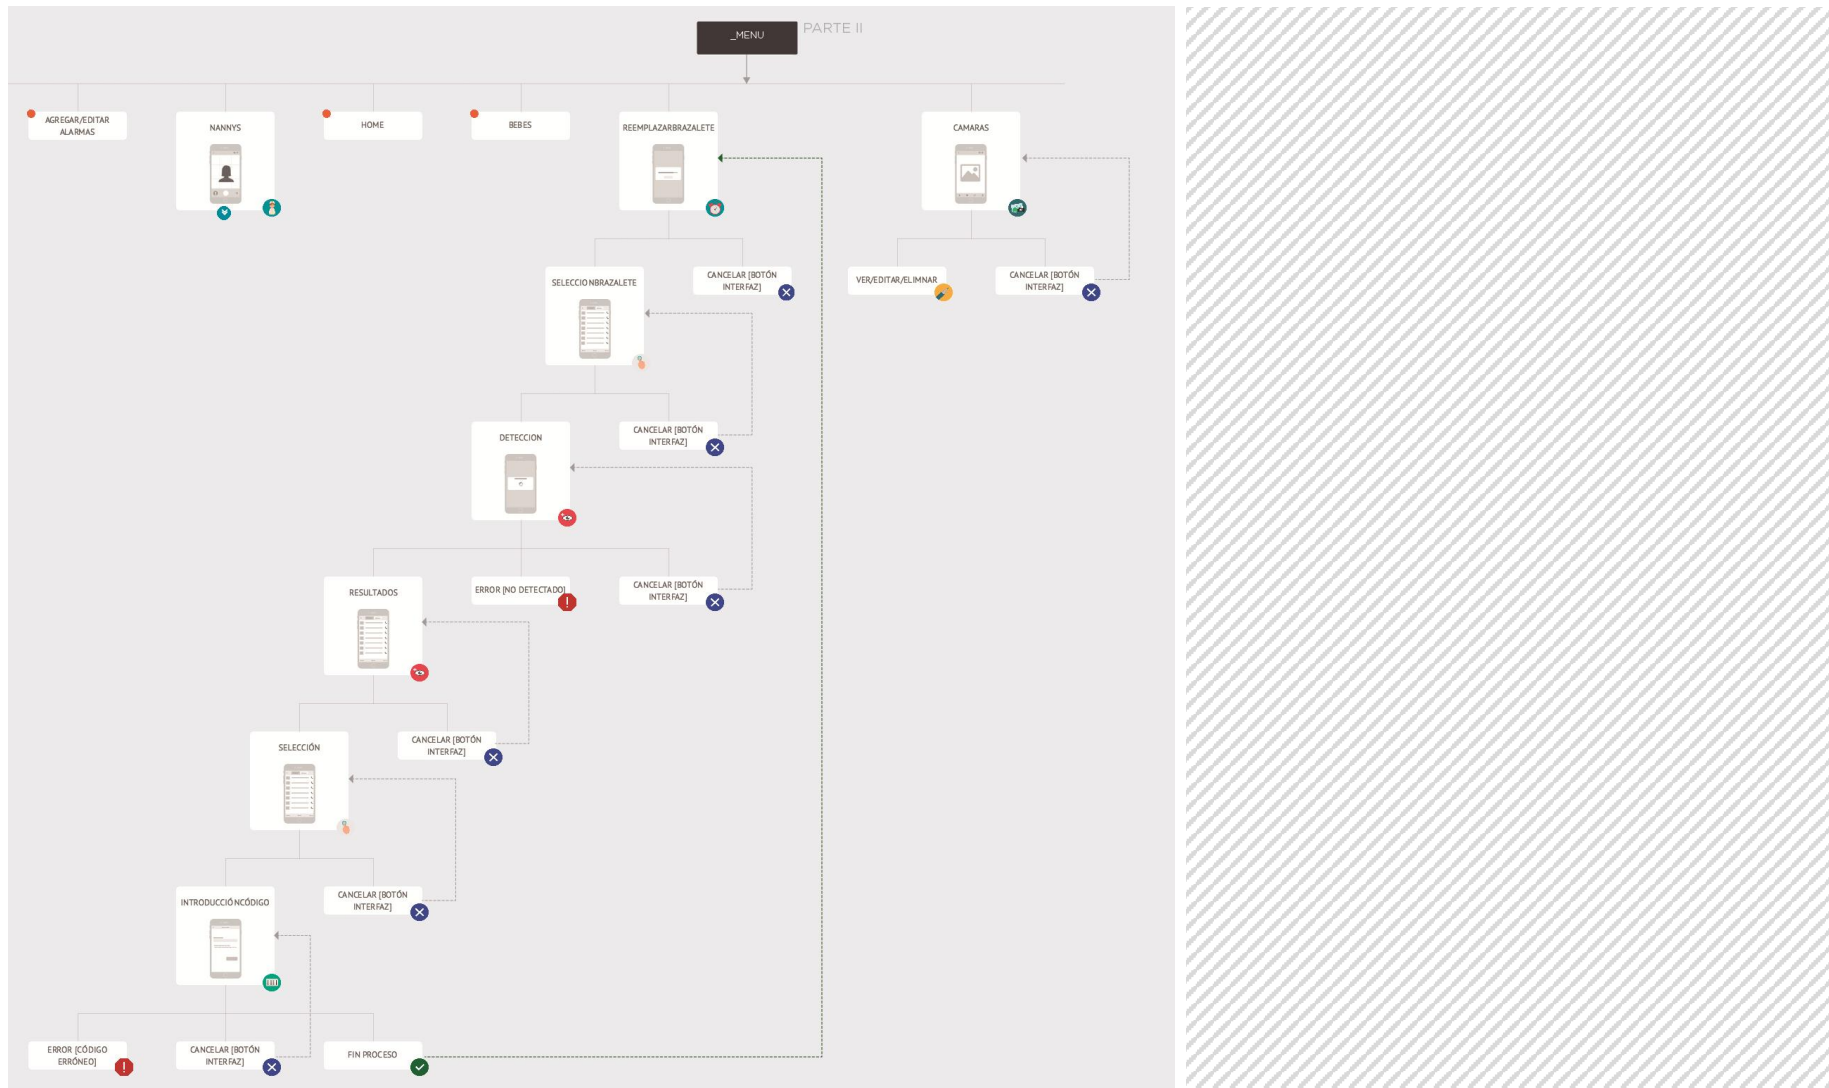 _MENU
PARTE II
AGREGAR/EDITAR
ALARMAS
NANNYS
HOME
BEBES
REEMPLAZARBRAZALETE
CAMARAS
SELECCIONBRAZALETE
CANCELAR [BOTÓN
INTERFAZ]
VER/EDITAR/ELIMNAR
CANCELAR [BOTÓN
INTERFAZ]
DETECCION
CANCELAR [BOTÓN
INTERFAZ]
RESULTADOS
ERROR [NO DETECTADO]
CANCELAR [BOTÓN
INTERFAZ]
SELECCIÓN
CANCELAR [BOTÓN
INTERFAZ]
INTRODUCCIÓNCÓDIGO
CANCELAR [BOTÓN
INTERFAZ]
ERROR [CÓDIGO
ERRÓNEO]
CANCELAR [BOTÓN
INTERFAZ]
FIN PROCESO